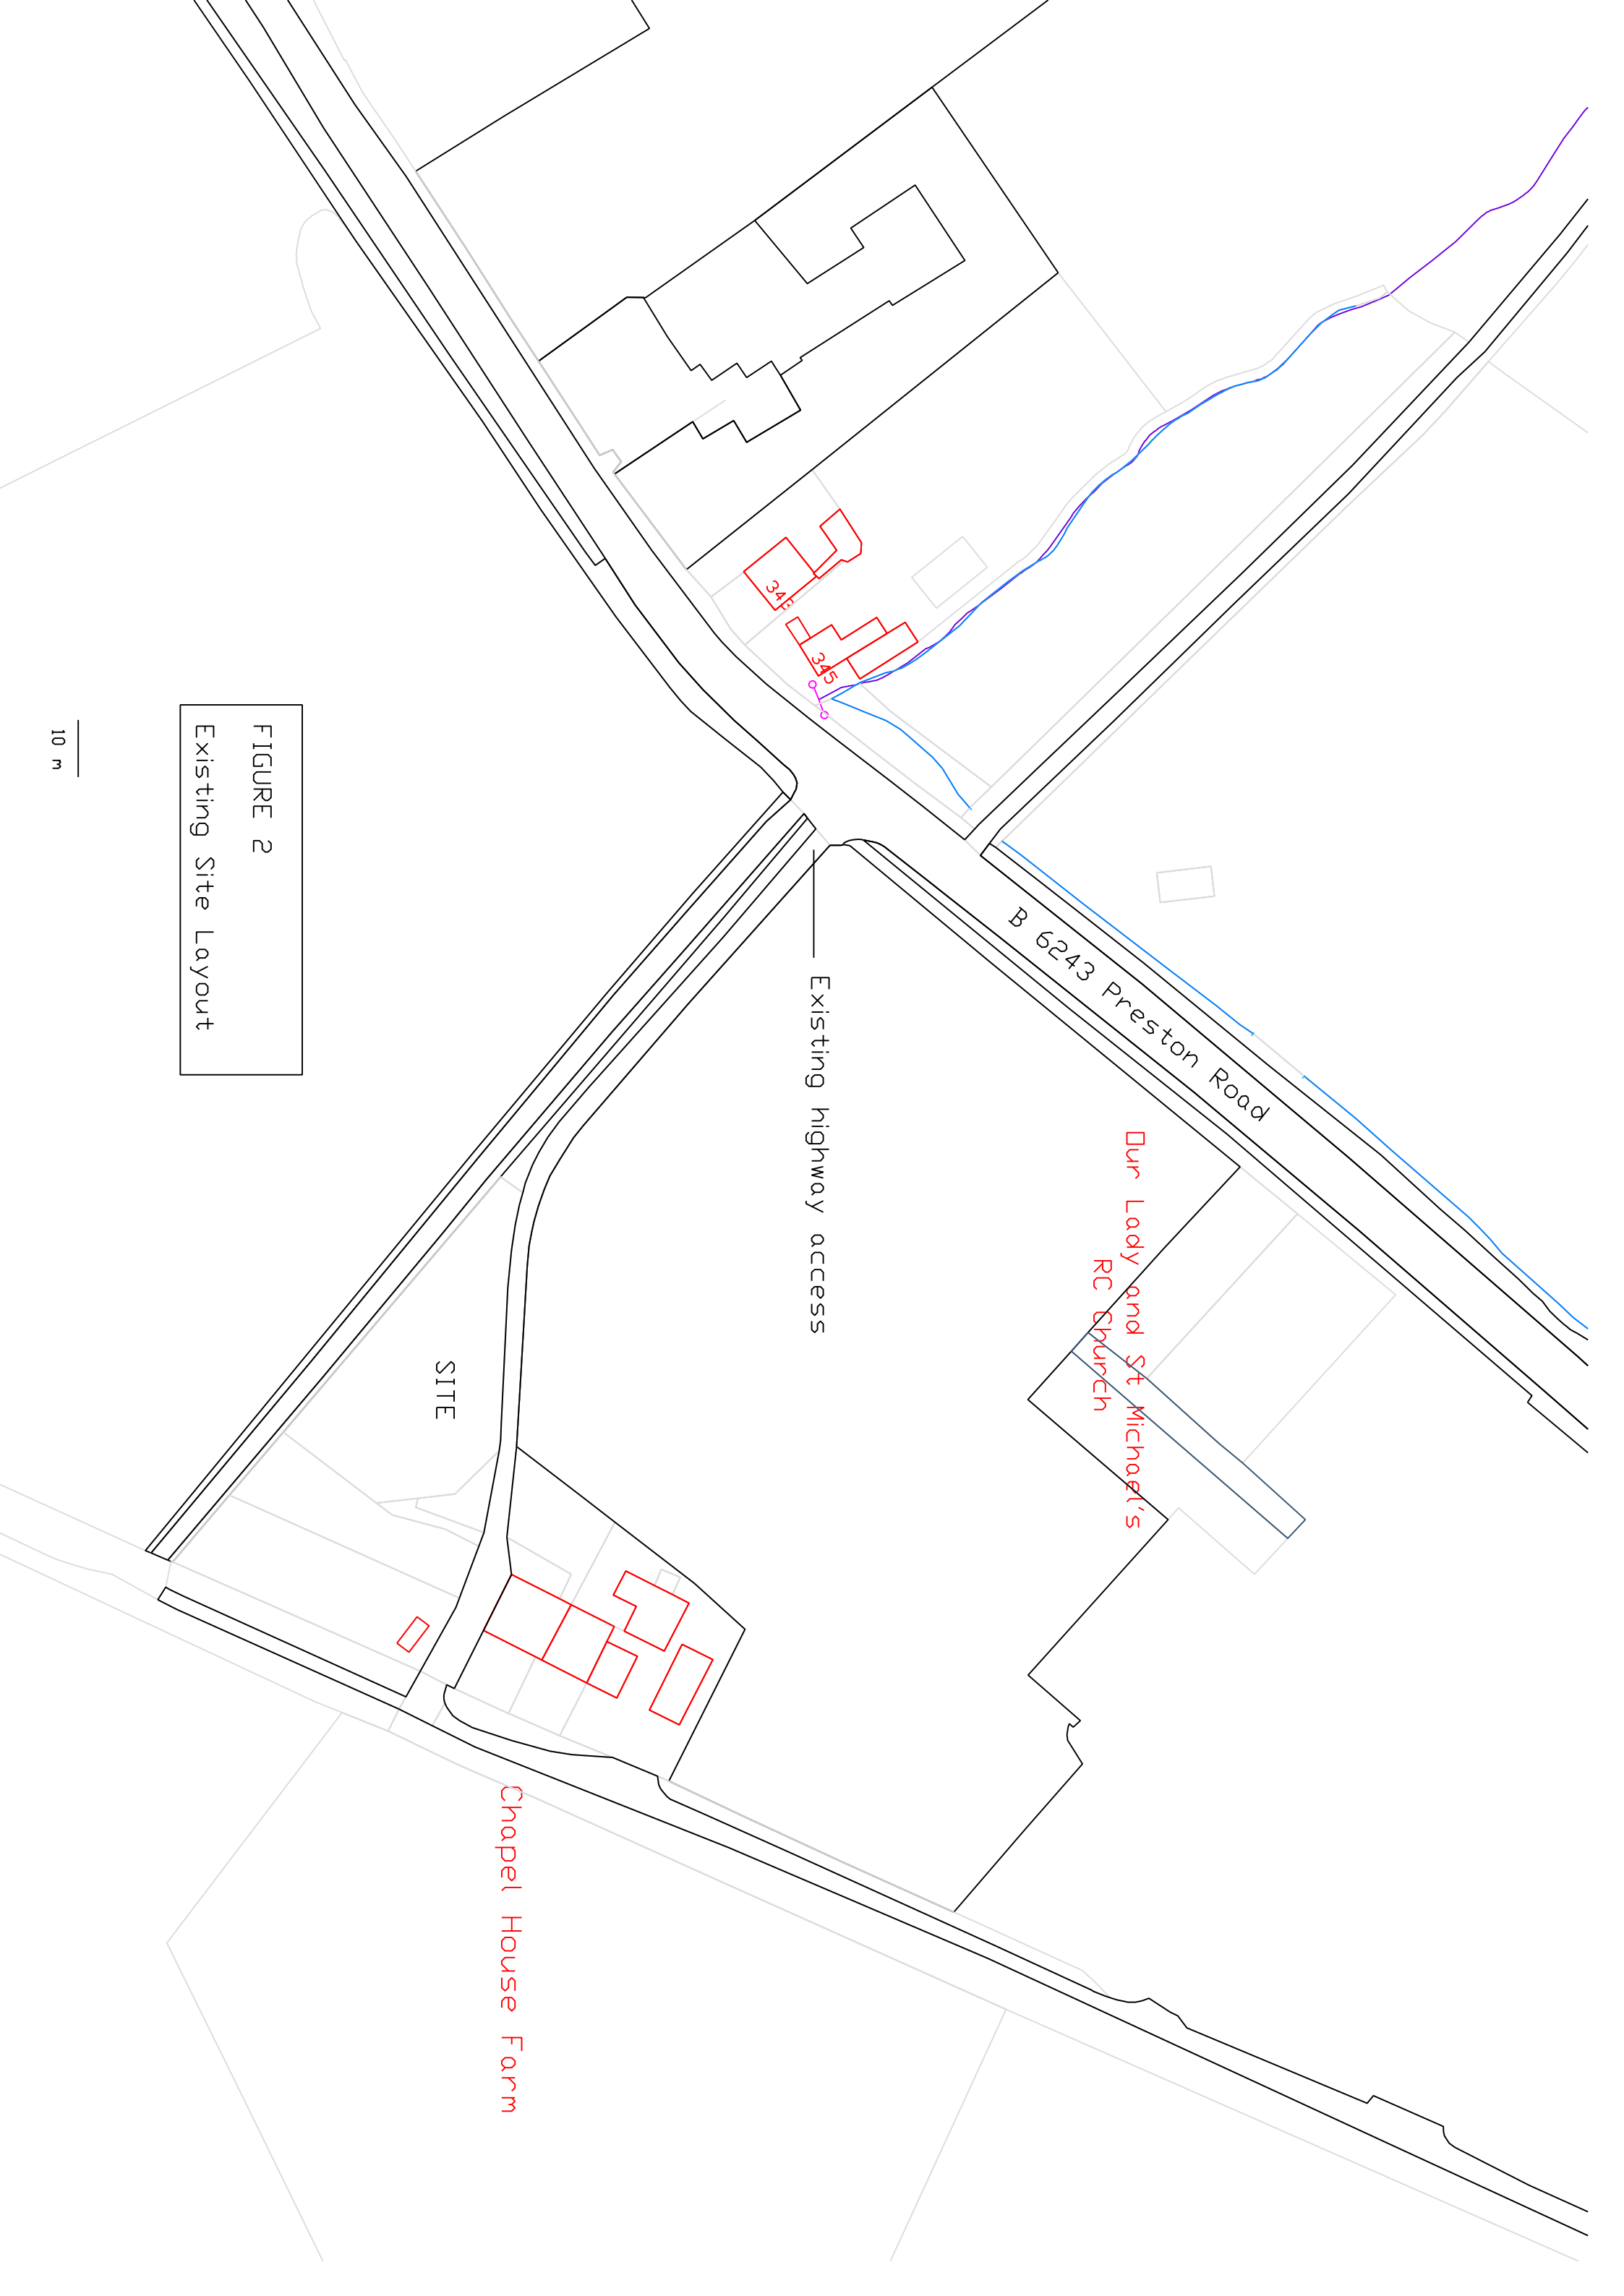 343
345
B 6243 Preston Road
Our Lady and St Michael's
RC Church
Existing highway access
SITE
Chapel House Farm
FIGURE 2
Existing Site Layout
10 m